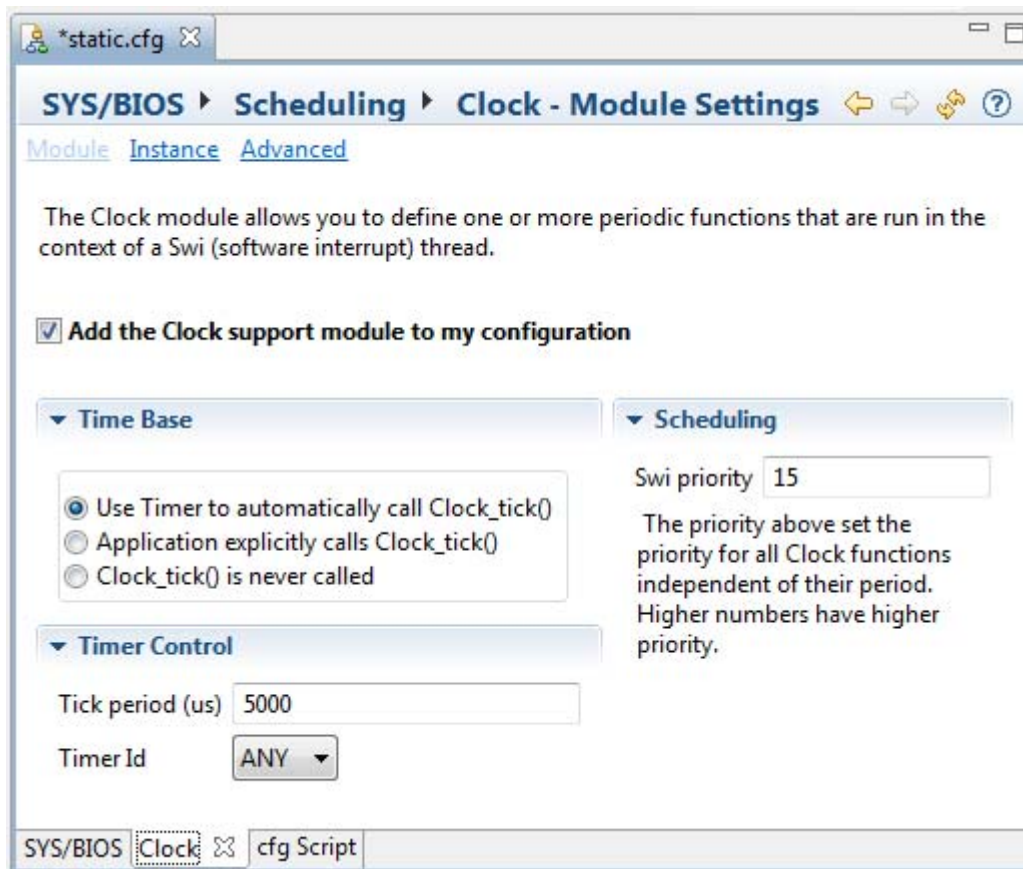 *static.cfg
SYS/BIOS Scheduling Clock - Module Settings
Module Instance Advanced
The Clock module allows you to define one or more periodic functions that are run in the
context of a Swi (software interrupt) thread.
Add the Clock support module to my configuration
Time Base
Use Timer to automatically call Clock_tick()
Application explicitly calls Clock_tick()
Clock_tick() is never called
Timer Control
Tick period (us) 5000
Timer Id ANY
Scheduling
Swi priority 15
The priority above set the
priority for all Clock functions
independent of their period.
Higher numbers have higher
priority.
SYS/BIOS Clock cfg Script